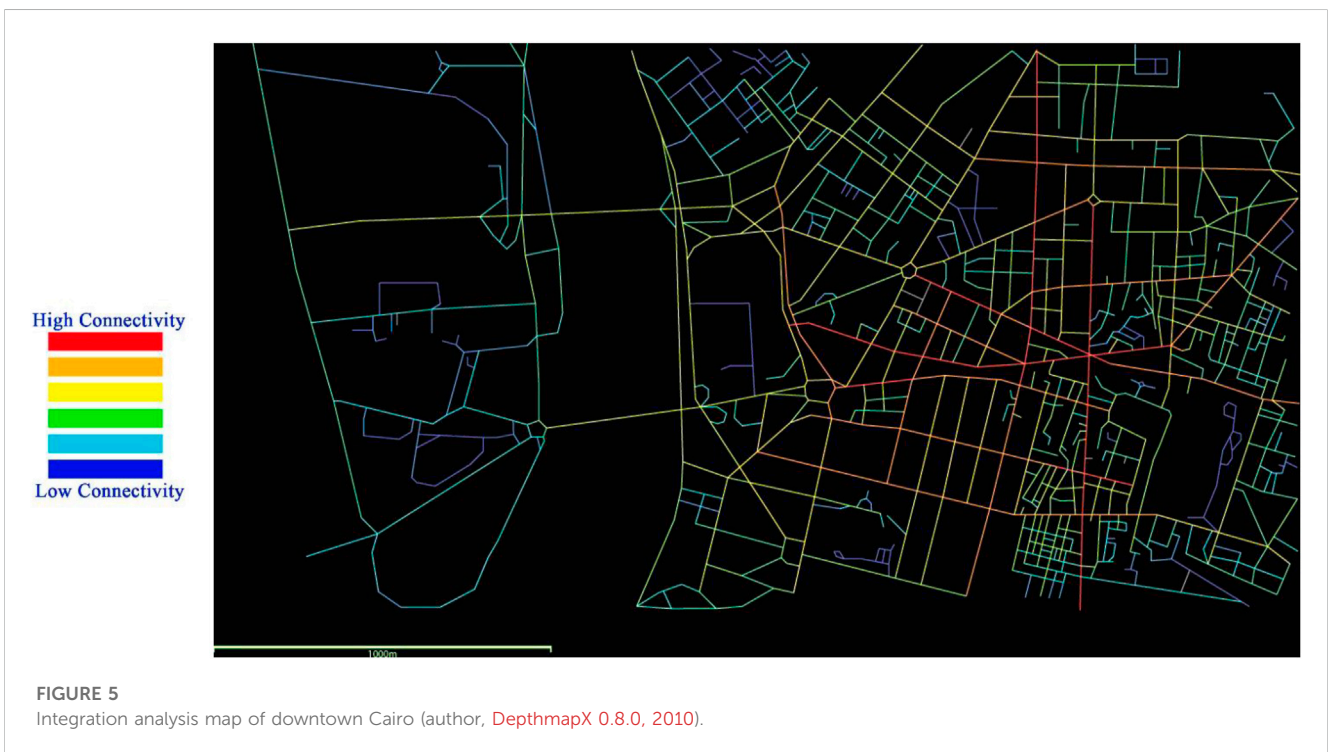 High Connectivity
Low Connectivity
1000m
FIGURE 5
Integration analysis map of downtown Cairo (author, DepthmapX 0.8.0, 2010).